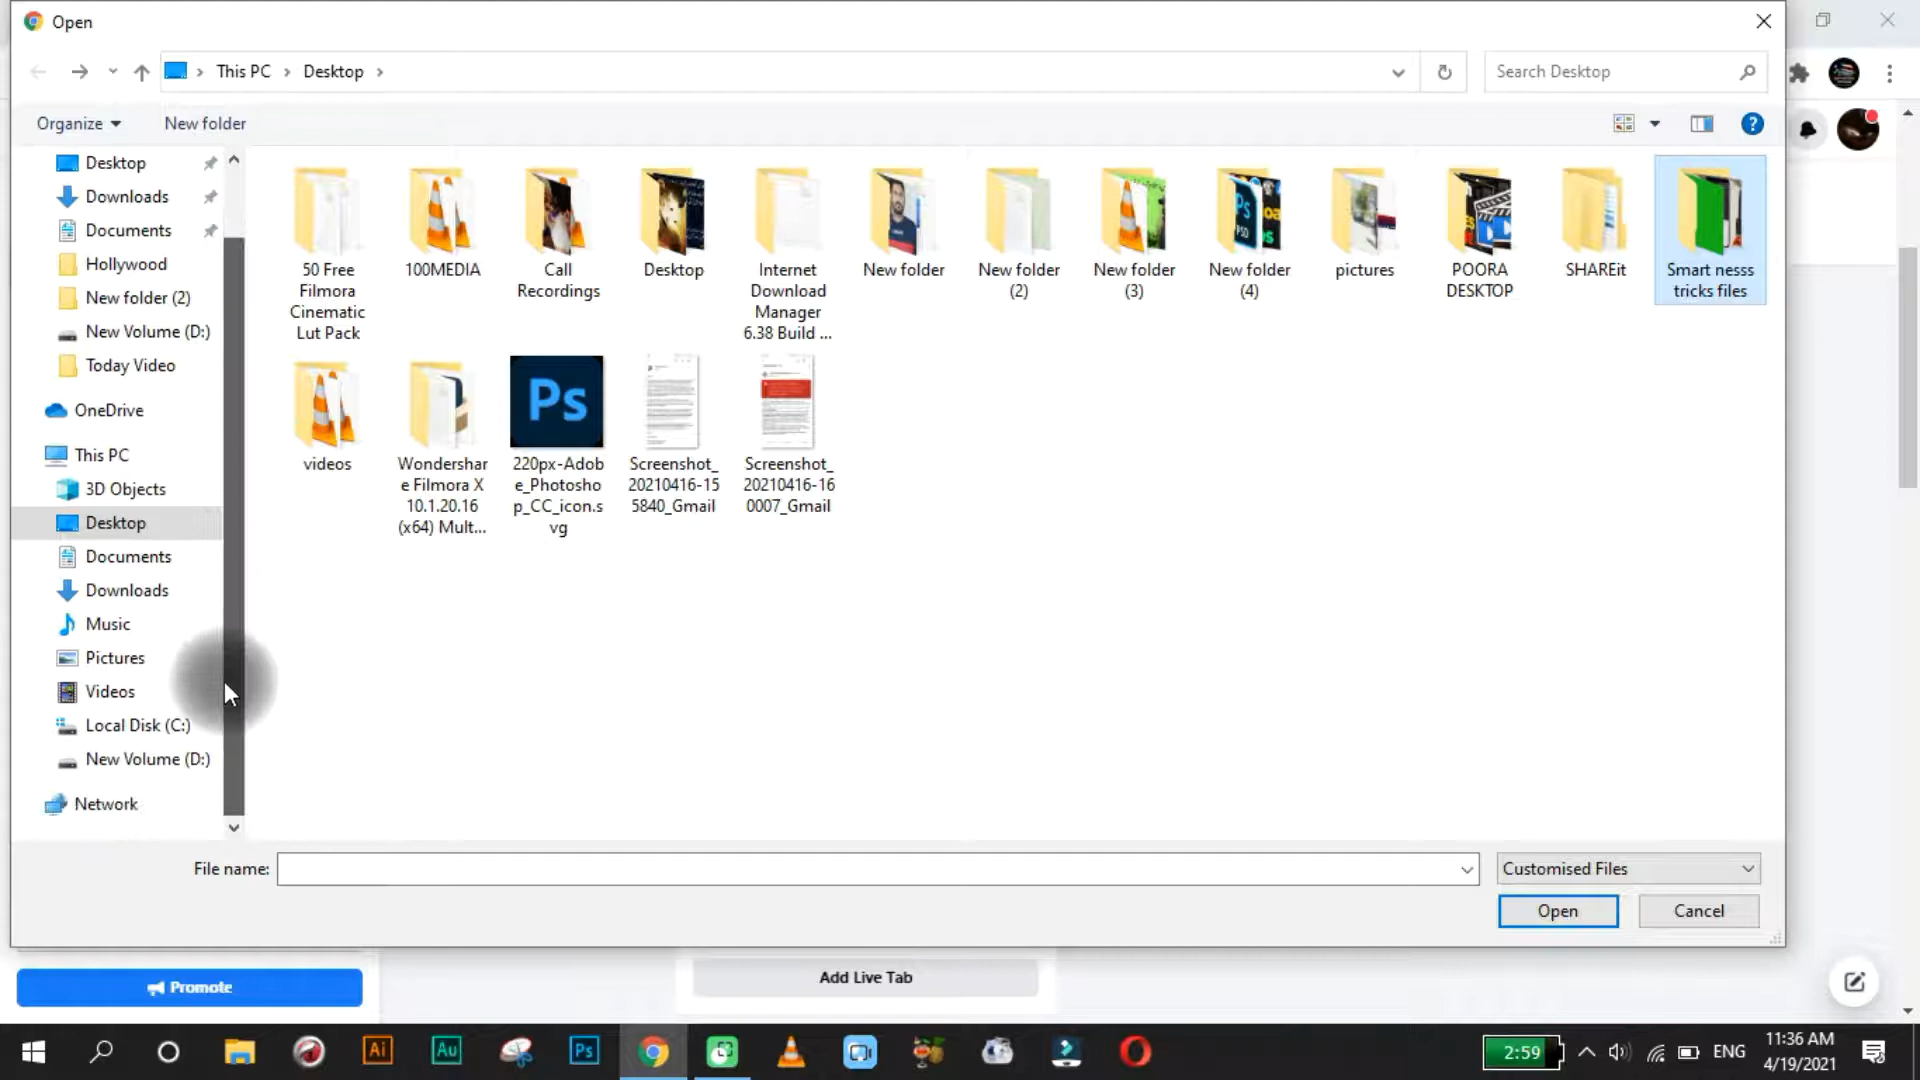 Open
This PC
Desktop
Search Desktop
Organize
New folder
?
Desktop
Downloads
Documents
Hollywood
New folder (2)
New Volume (D:)
Today Video
OneDrive
This PC
3D Objects
Desktop
Documents
Downloads
Music
Pictures
Videos
Local Disk (C:)
New Volume (D:)
Network
50 Free
Filmora
Cinematic
Lut Pack
100MEDIA
Call
Recordings
Desktop
Internet
Download
Manager
6.38 Build ...
New folder
New folder
(2)
New folder
(3)
New folder
(4)
pictures
POORA
DESKTOP
SHAREit
Smart nesss
tricks files
videos
Wondershar
e Filmora X
10.1.20.16
(x64) Mult...
Ps
220px-Adob
e_Photosho
p_CC_icon.s
vg
Screenshot_
20210416-15
5840_Gmail
Screenshot_
20210416-16
0007_Gmail
File name:
Customised Files
Open
Cancel
Promote
Add Live Tab
Ai
Au
Ps
2:59
ENG
11:36 AM
4/19/2021